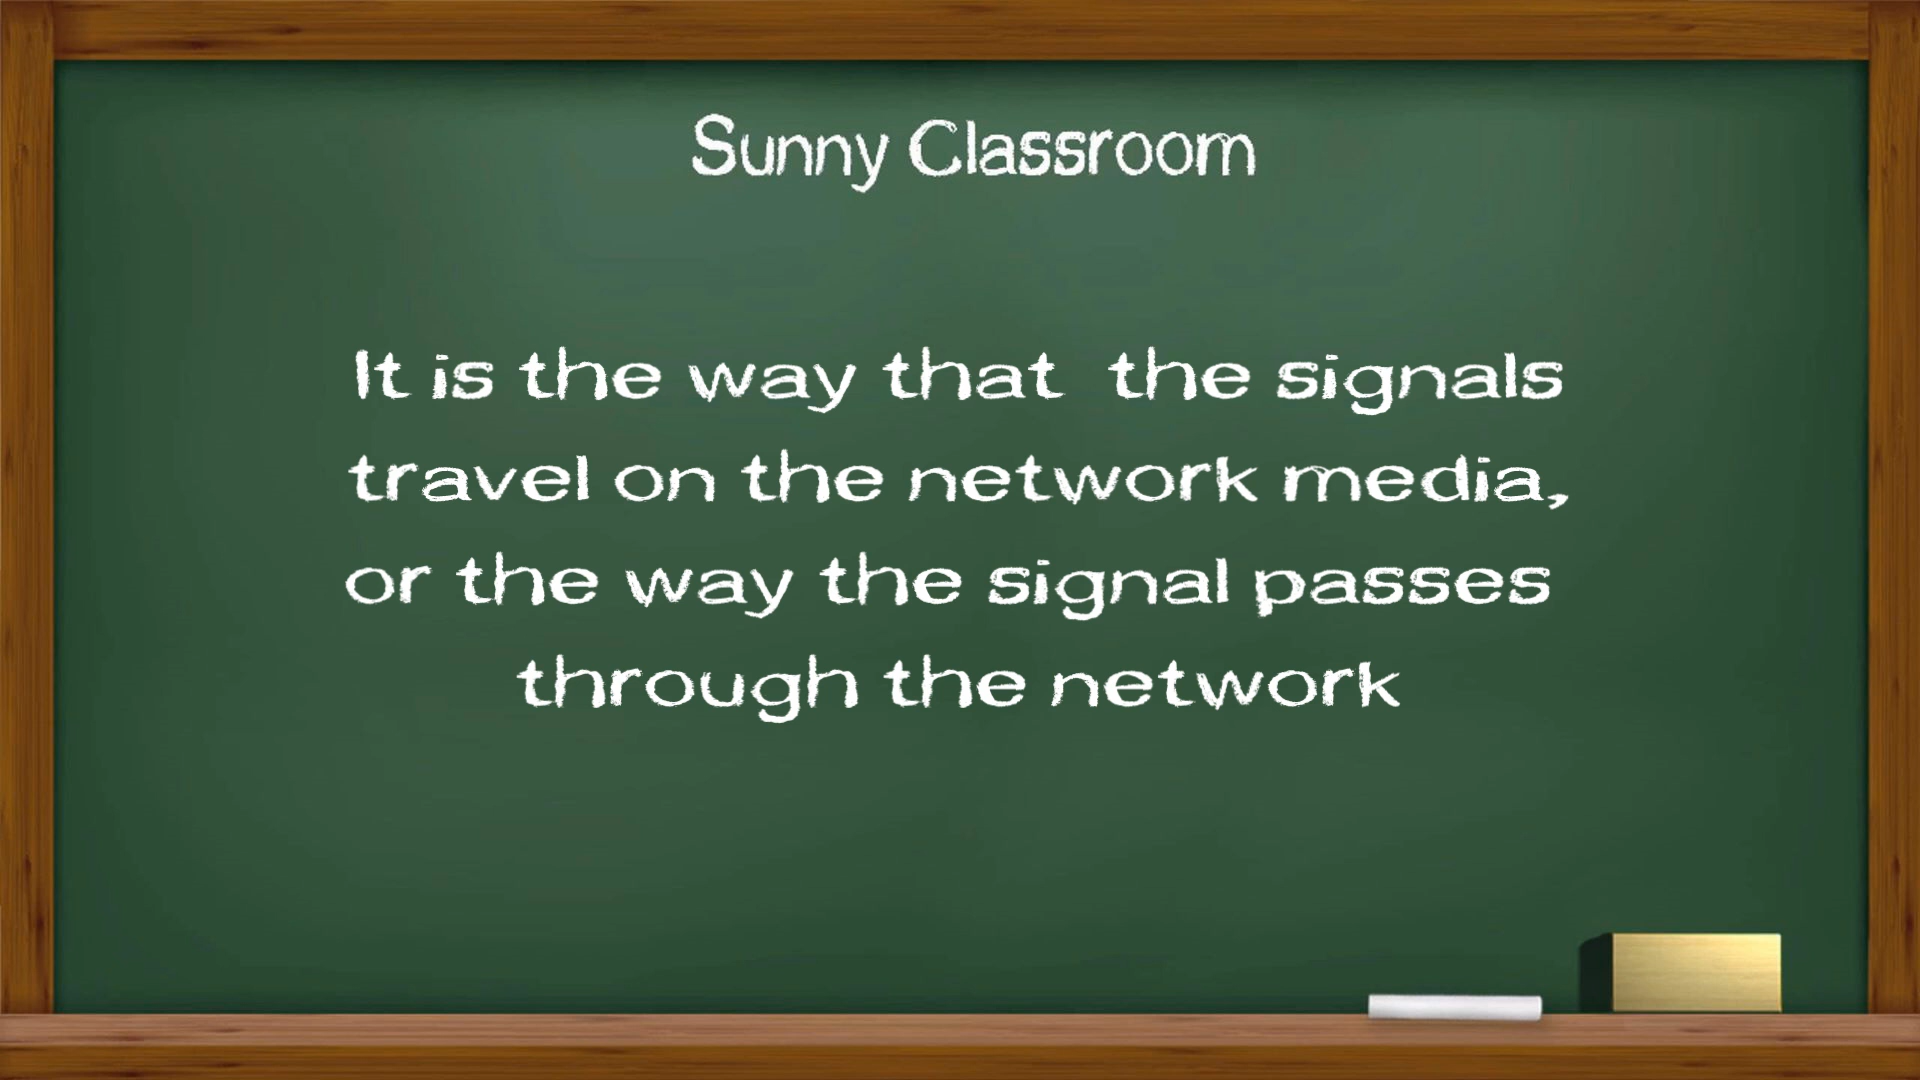 Sunny Classroom
It is the way that the signals
travel on the network media,
or the way the signal passes
through the network